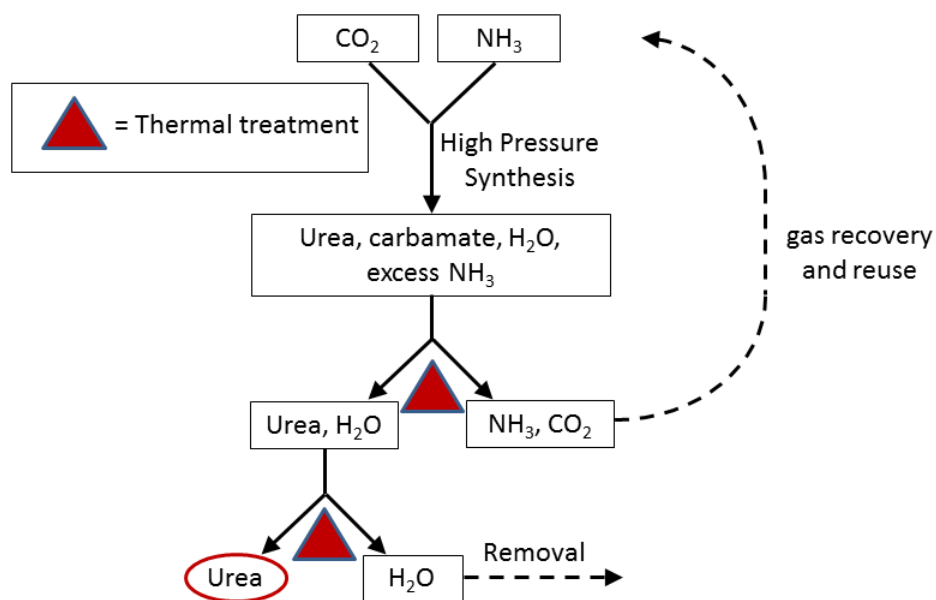 CO₂
NH₃
= Thermal treatment
High Pressure
Synthesis
Urea, carbamate, H₂O,
excess NH₃
gas recovery
and reuse
Urea, H₂O
NH₃, CO₂
Urea
H₂O
Removal